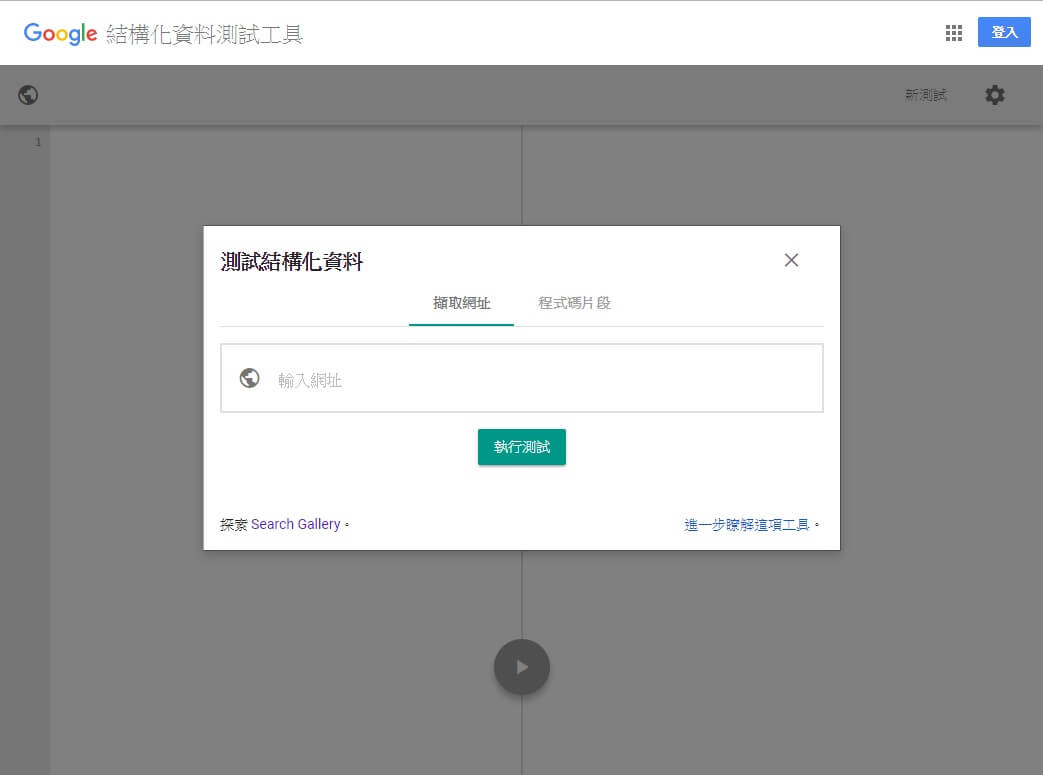 Google 結構化資料測試工具
登入
新測試
1
測試結構化資料
擷取網址
程式碼片段
輸入網址
執行測試
探索 Search Gallery。
進一步瞭解這項工具。